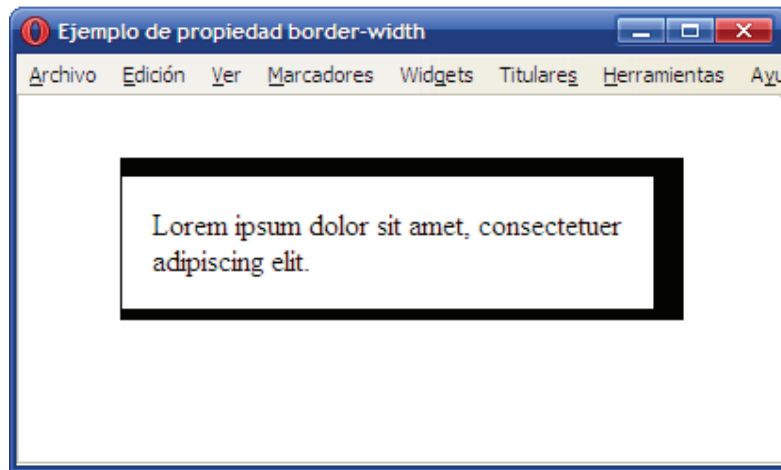 Ejemplo de propiedad border-width
Archivo Edición Ver Marcadores Widgets Titulares Herramientas Ayu
Lorem ipsum dolor sit amet, consectetuer
adipiscing elit.